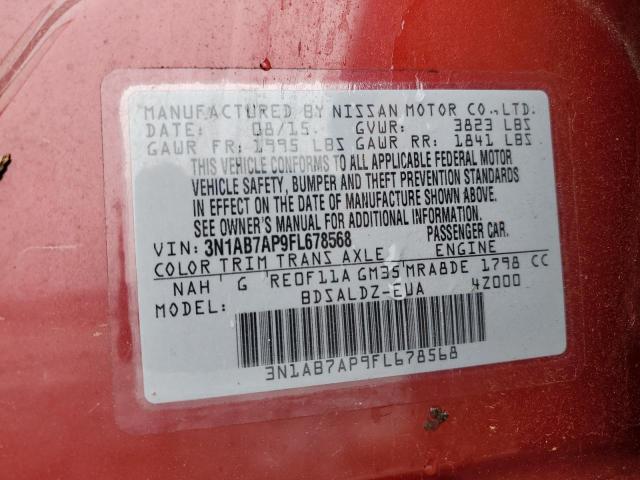 MANUFACTURED BY NISSAN MOTOR CO.,LTD.
DATE: 08/15 GVWR: 3823 LBS
GAWR FR: 1995 LBS GAWR RR: 1841 LBS
THIS VEHICLE CONFORMS TO ALL APPLICABLE FEDERAL MOTOR
VEHICLE SAFETY, BUMPER AND THEFT PREVENTION STANDARDS
IN EFFECT ON THE DATE OF MANUFACTURE SHOWN ABOVE.
SEE OWNER'S MANUAL FOR ADDITIONAL INFORMATION.
VIN: 3N1AB7AP9FL678568 PASSENGER CAR.
COLOR TRIM TRANS AXLE ENGINE
NAH G RE0F11A GM35 MRA8DE 1798 CC
MODEL: BDSALDZ-EUA 4Z000
3N1AB7AP9FL678568